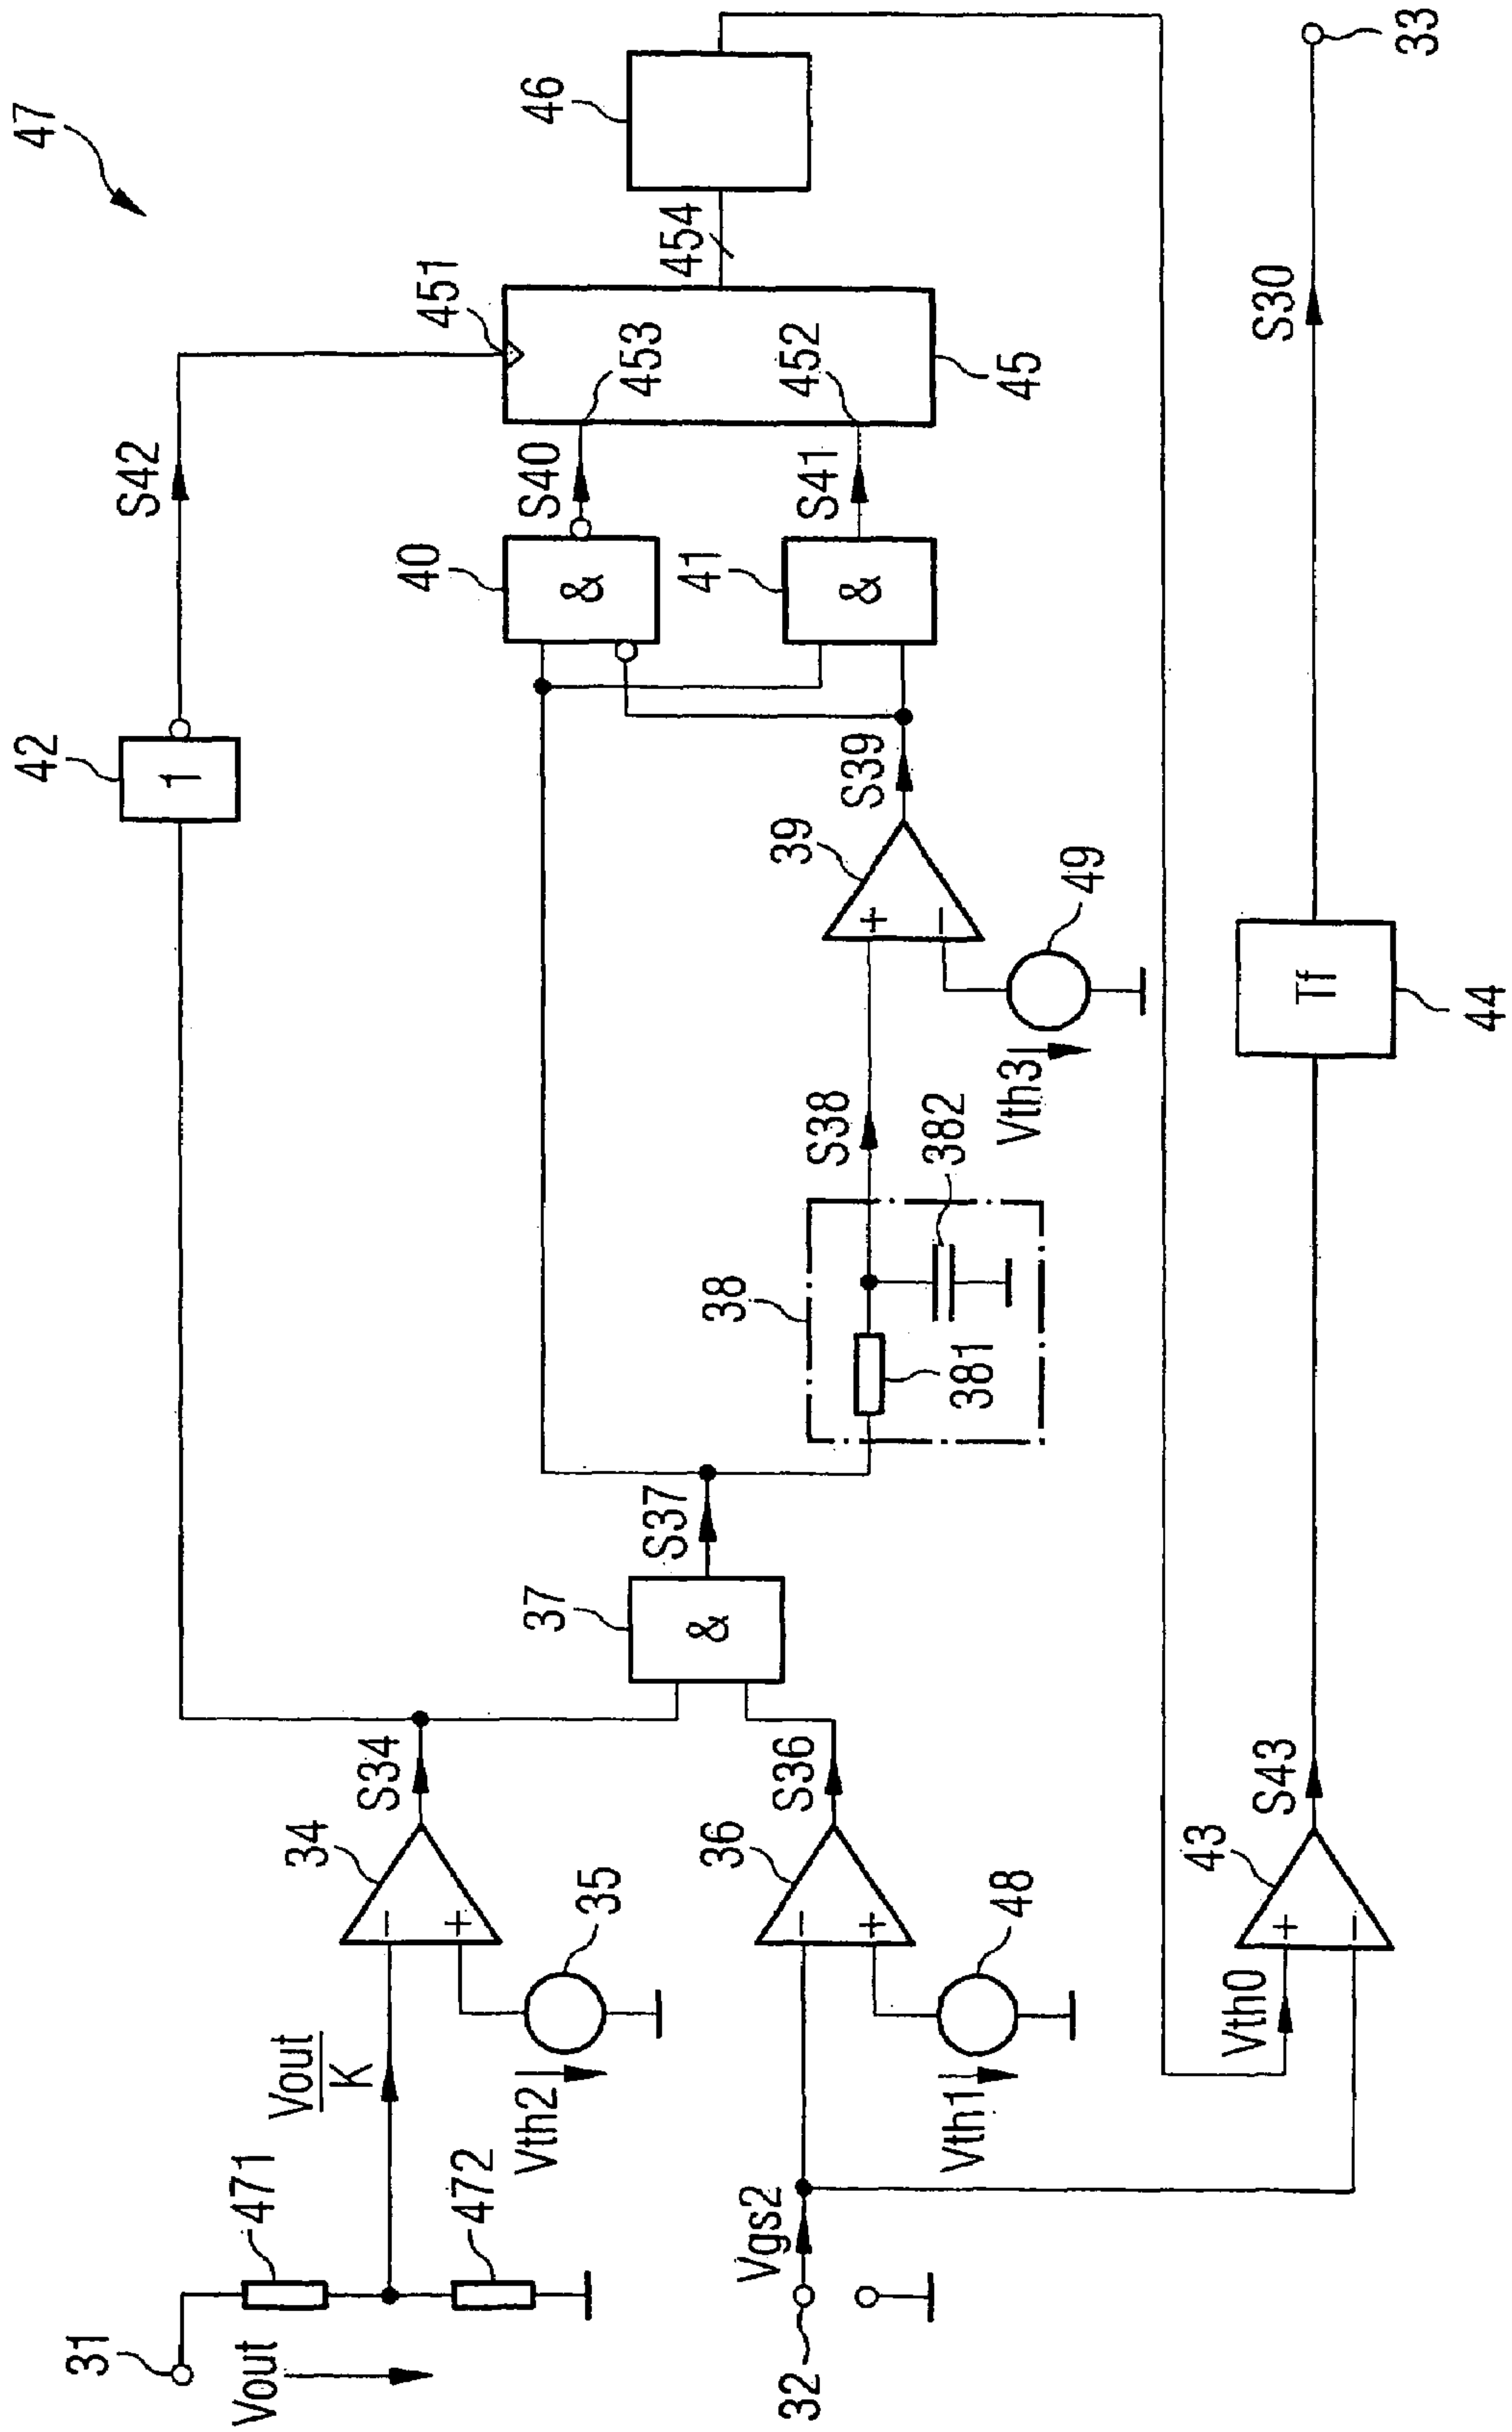 47
42
S42
451
46
454
453
452
45
40
S40
41
S41
&
&
1
39
S39
+
−
49
Vth3
38
S38
382
381
37
S37
&
34
S34
−
+
35
Vth2
Vout
K
471
472
31
Vout
36
S36
−
+
48
Vth1
Vgs2
32
43
S43
+
−
Vth0
Tf
44
S30
33